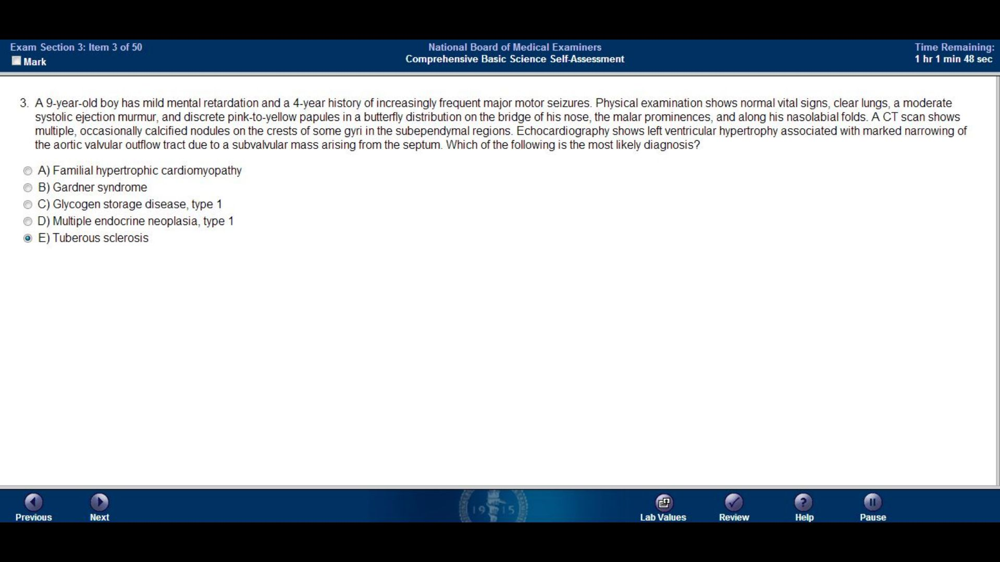 Exam Section 3: Item 3 of 50
National Board of Medical Examiners
Time Remaining:
Mark
Comprehensive Basic Science Self-Assessment
1 hr 1 min 48 sec
3. A 9-year-old boy has mild mental retardation and a 4-year history of increasingly frequent major motor seizures. Physical examination shows normal vital signs, clear lungs, a moderate
systolic ejection murmur, and discrete pink-to-yellow papules in a butterfly distribution on the bridge of his nose, the malar prominences, and along his nasolabial folds. A CT scan shows
multiple, occasionally calcified nodules on the crests of some gyri in the subependymal regions. Echocardiography shows left ventricular hypertrophy associated with marked narrowing of
the aortic valvular outflow tract due to a subvalvular mass arising from the septum. Which of the following is the most likely diagnosis?
A) Familial hypertrophic cardiomyopathy
B) Gardner syndrome
C) Glycogen storage disease, type 1
D) Multiple endocrine neoplasia, type 1
E) Tuberous sclerosis
1915
Previous
Next
Lab Values
Review
Help
Pause